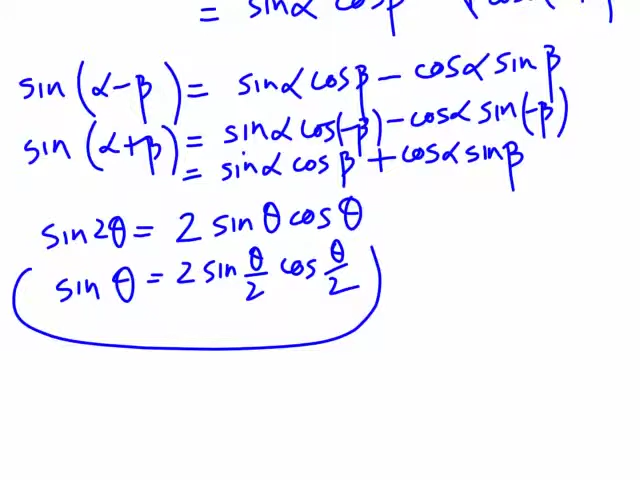 = sinα cosβ
sin(α-β) = sinα cosβ - cosα sinβ
sin(α+β) = sinα cos(-β) - cosα sin(-β)
= sinα cosβ + cosα sinβ
sin2θ = 2 sinθ cosθ
sin θ = 2 sin θ/2 cos θ/2